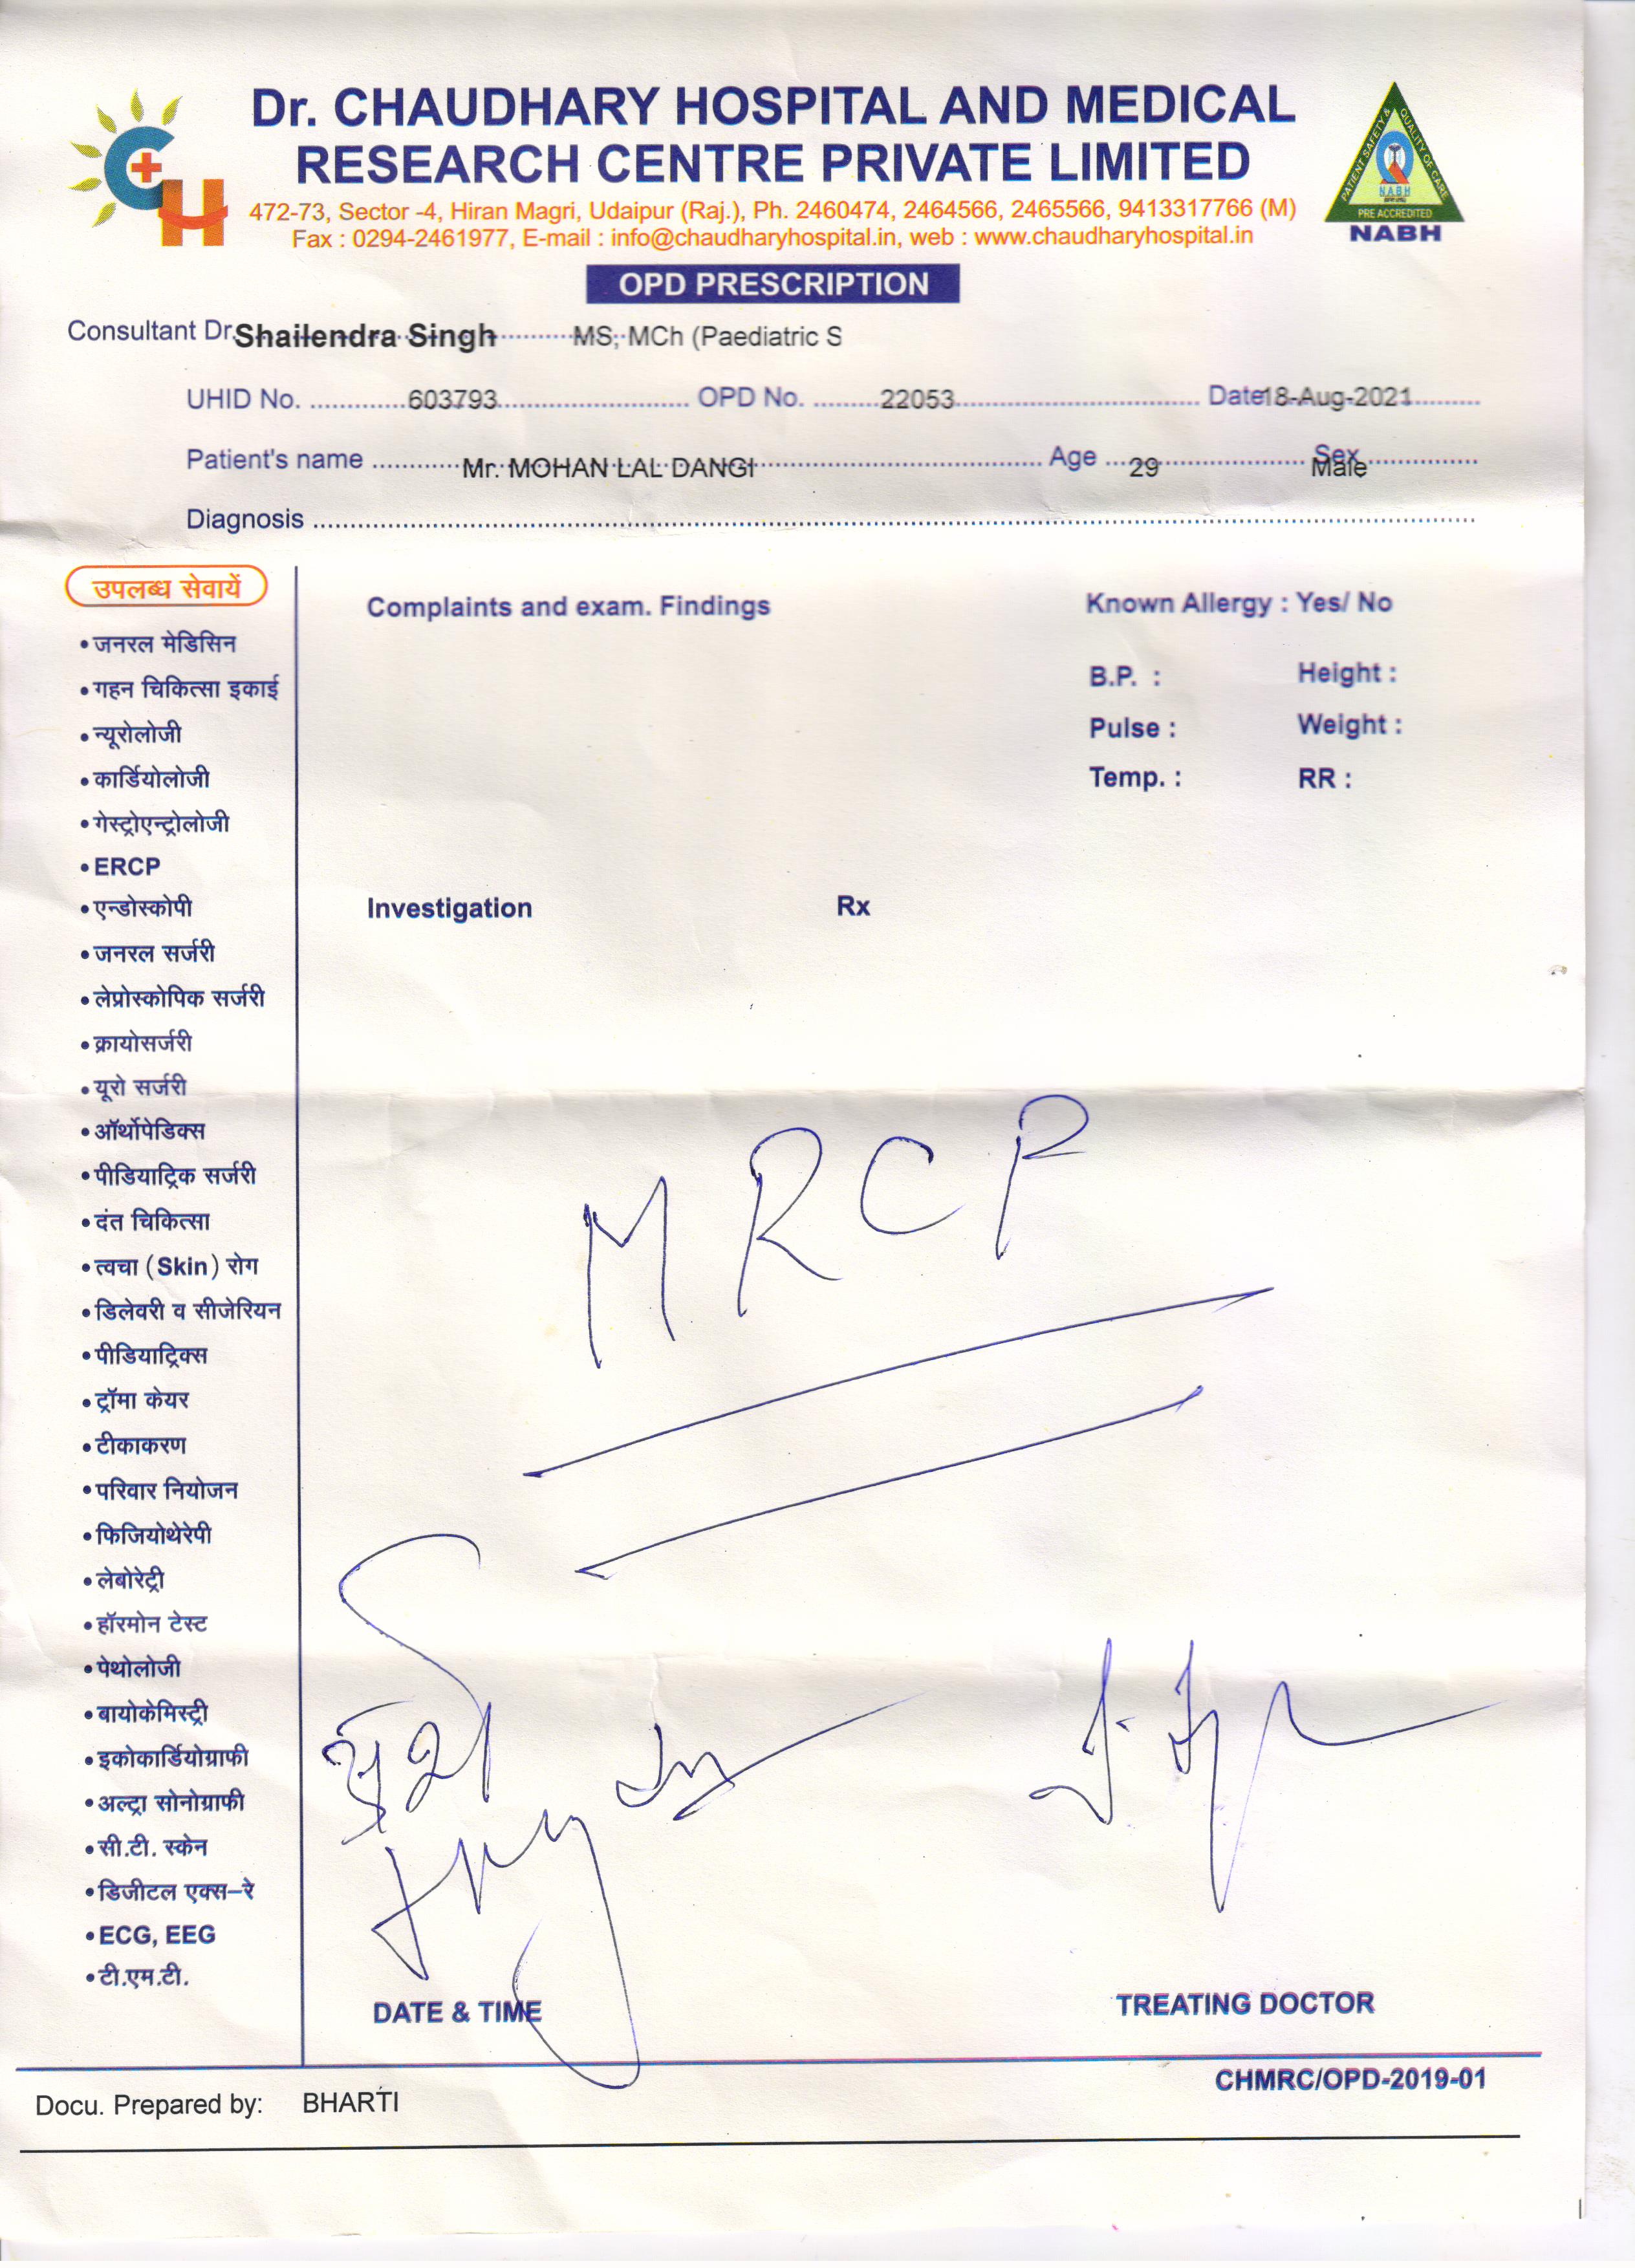 Dr. CHAUDHARY HOSPITAL AND MEDICAL
RESEARCH CENTRE PRIVATE LIMITED
472-73, Sector -4, Hiran Magri, Udaipur (Raj.), Ph. 2460474, 2464566, 2465566, 9413317766 (M)
Fax : 0294-2461977, E-mail : info@chaudharyhospital.in, web : www.chaudharyhospital.in
PATIENT SAFETY & QUALITY OF CARE
NABH
PRE ACCREDITED
NABH
OPD PRESCRIPTION
Consultant Dr. Shailendra Singh MS; MCh (Paediatric S
UHID No. 603793 OPD No. 22053 Date 18-Aug-2021
Patient's name Mr. MOHAN LAL DANGI Age 29 Sex Male
Diagnosis
उपलब्ध सेवायें
• जनरल मेडिसिन
• गहन चिकित्सा इकाई
• न्यूरोलोजी
• कार्डियोलोजी
• गेस्ट्रोएन्ट्रोलोजी
• ERCP
• एन्डोस्कोपी
• जनरल सर्जरी
• लेप्रोस्कोपिक सर्जरी
• क्रायोसर्जरी
• यूरो सर्जरी
• ऑर्थोपेडिक्स
• पीडियाट्रिक सर्जरी
• दंत चिकित्सा
• त्वचा (Skin) रोग
• डिलेवरी व सीजेरियन
• पीडियाट्रिक्स
• ट्रॉमा केयर
• टीकाकरण
• परिवार नियोजन
• फिजियोथेरेपी
• लेबोरेट्री
• हॉरमोन टेस्ट
• पेथोलोजी
• बायोकेमिस्ट्री
• इकोकार्डियोग्राफी
• अल्ट्रा सोनोग्राफी
• सी.टी. स्केन
• डिजीटल एक्स-रे
• ECG, EEG
• टी.एम.टी.
Complaints and exam. Findings
Known Allergy : Yes/ No
B.P. : Height :
Pulse : Weight :
Temp. : RR :
Investigation Rx
MRCP
DATE & TIME TREATING DOCTOR
CHMRC/OPD-2019-01
Docu. Prepared by: BHARTI